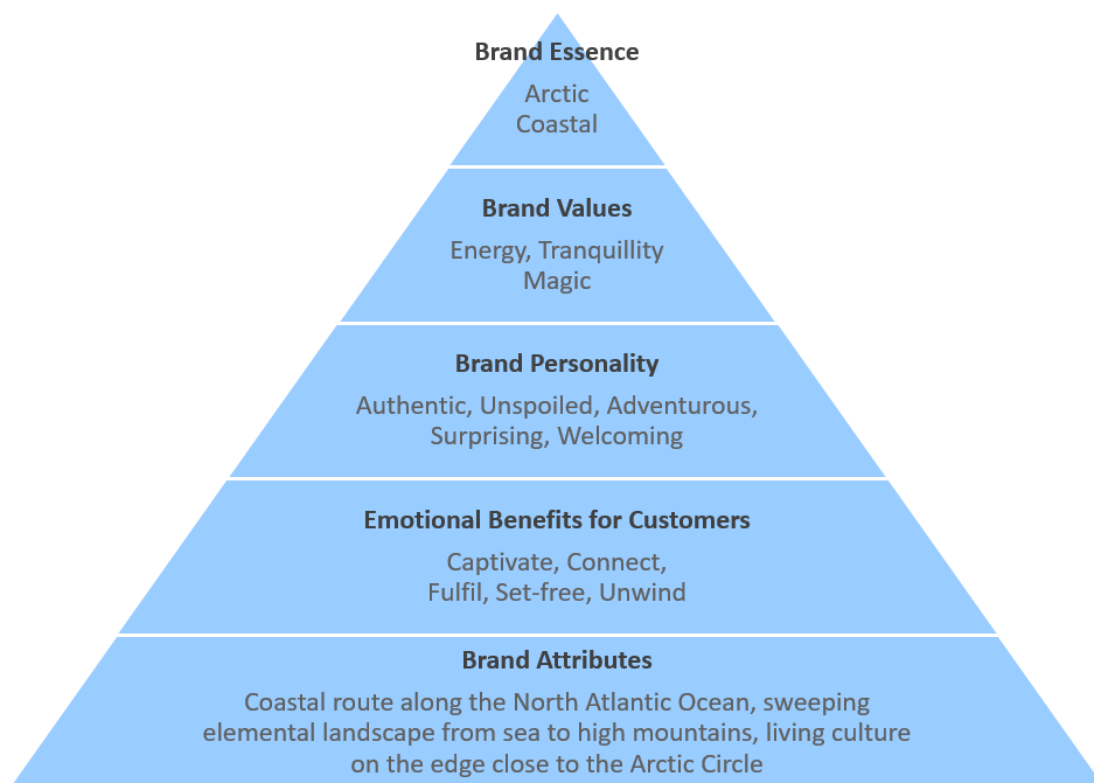 Brand Essence
Arctic
Coastal
Brand Values
Energy, Tranquillity
Magic
Brand Personality
Authentic, Unspoiled, Adventurous,
Surprising, Welcoming
Emotional Benefits for Customers
Captivate, Connect,
Fulfil, Set-free, Unwind
Brand Attributes
Coastal route along the North Atlantic Ocean, sweeping
elemental landscape from sea to high mountains, living culture
on the edge close to the Arctic Circle